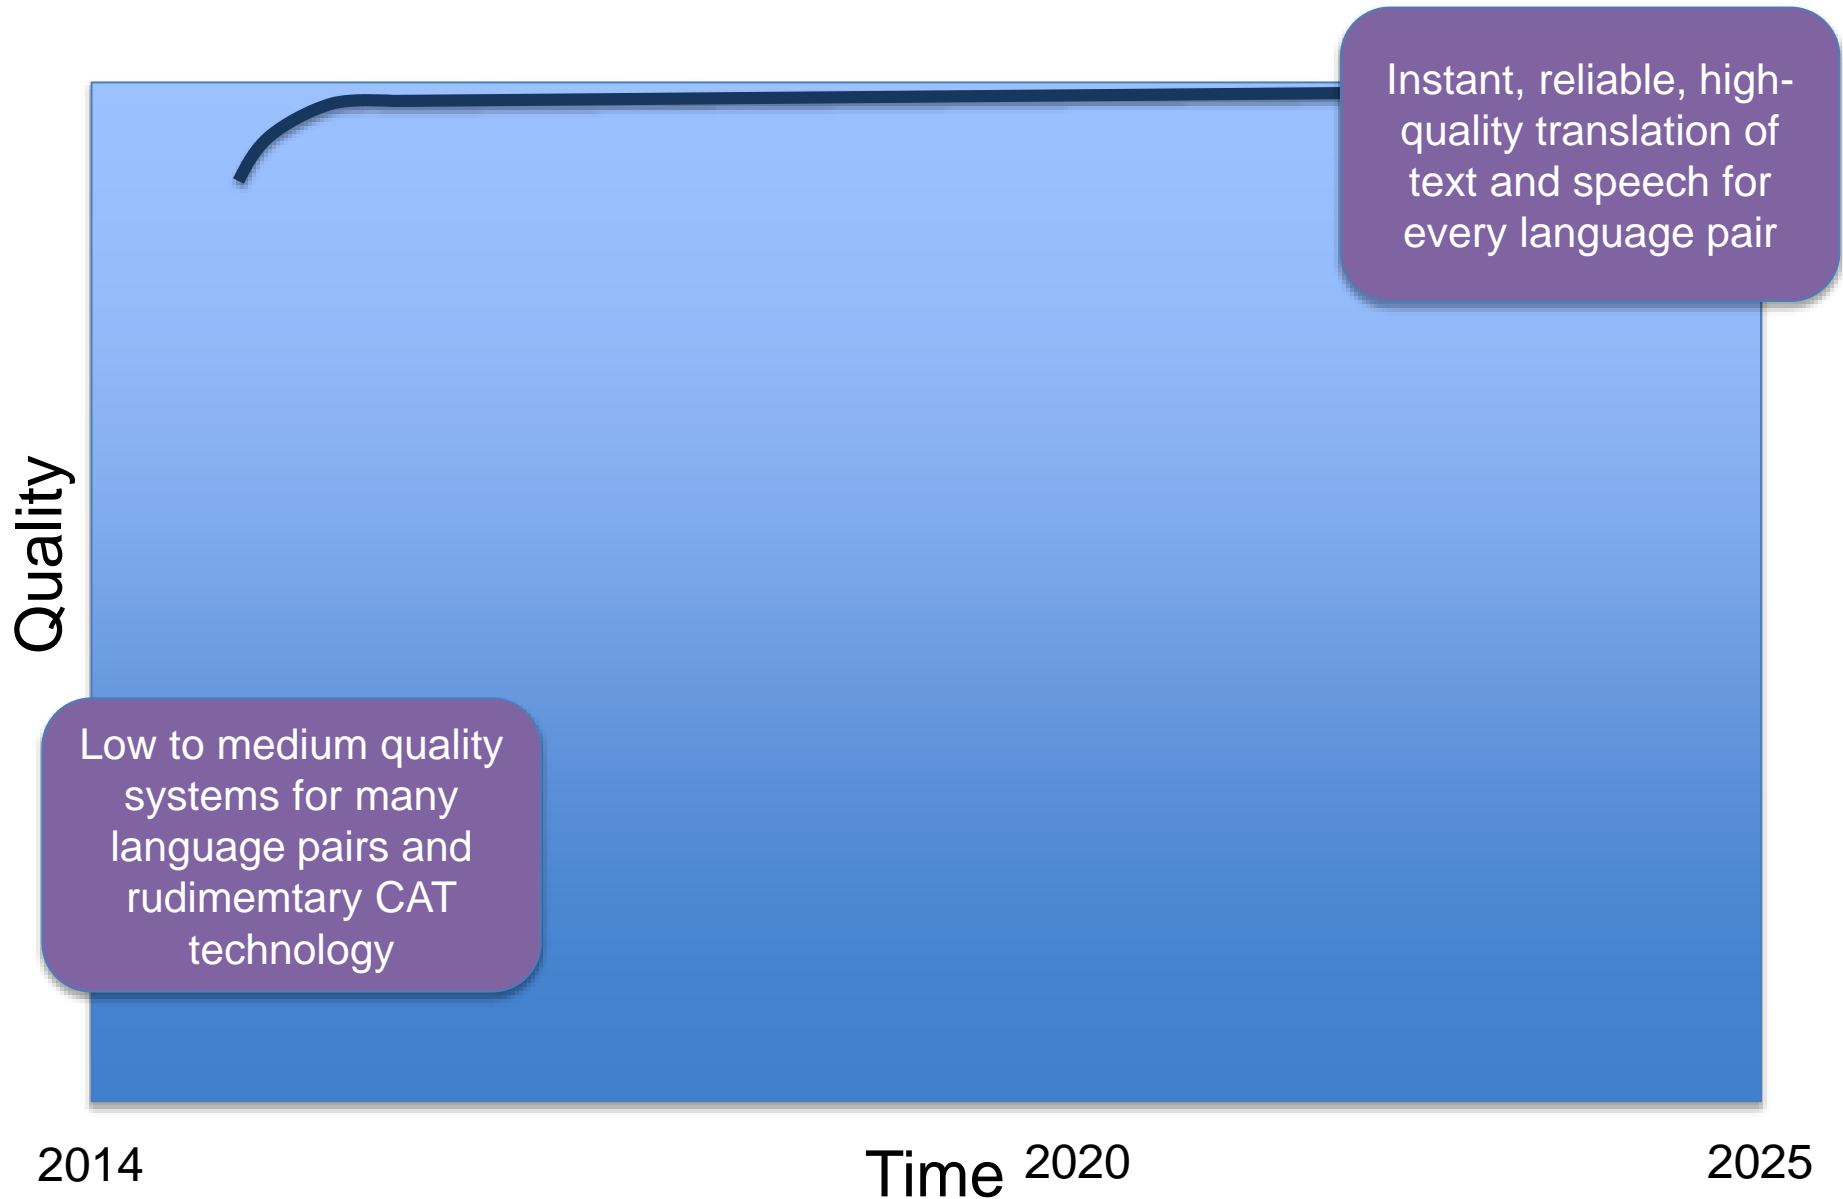 Instant, reliable, high-
quality translation of
text and speech for
every language pair
Quality
Low to medium quality
systems for many
language pairs and
rudimemtary CAT
technology
2014
Time
2020
2025